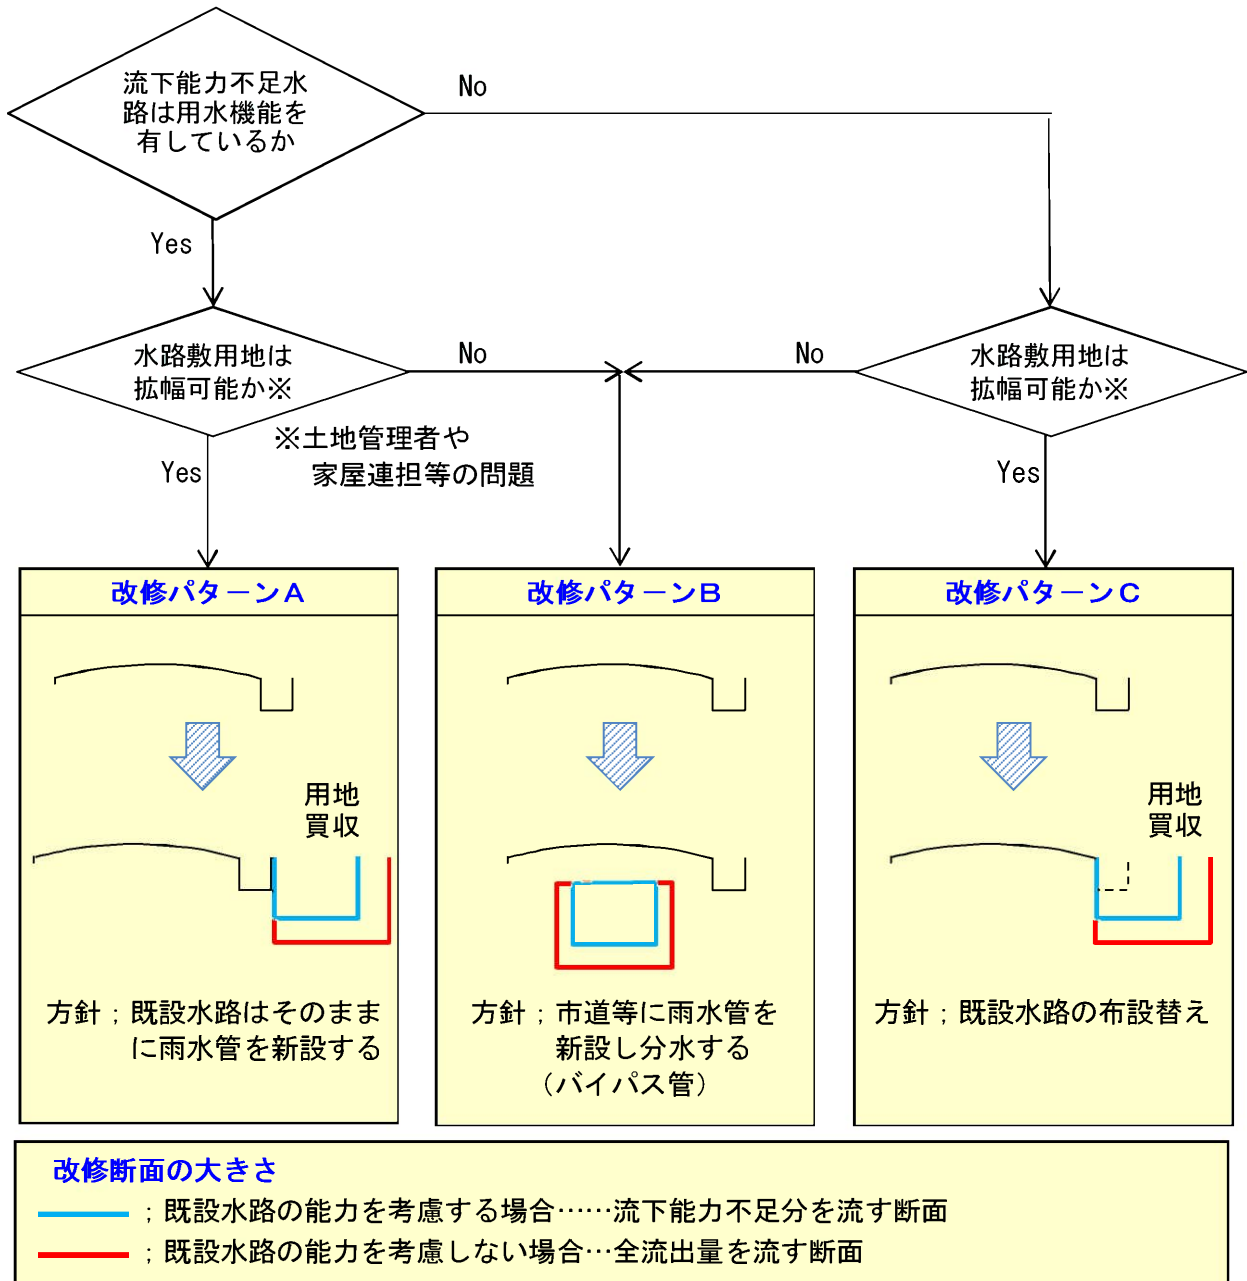 流下能力不足水
路は用水機能を
有しているか
No
Yes
水路敷用地は
拡幅可能か※
No
No
水路敷用地は
拡幅可能か※
※土地管理者や
家屋連担等の問題
Yes
Yes
改修パターンA
用地
買収
方針；既設水路はそのまま
に雨水管を新設する
改修パターンB
方針；市道等に雨水管を
新設し分水する
（バイパス管）
改修パターンC
用地
買収
方針；既設水路の布設替え
改修断面の大きさ
；既設水路の能力を考慮する場合……流下能力不足分を流す断面
；既設水路の能力を考慮しない場合…全流出量を流す断面